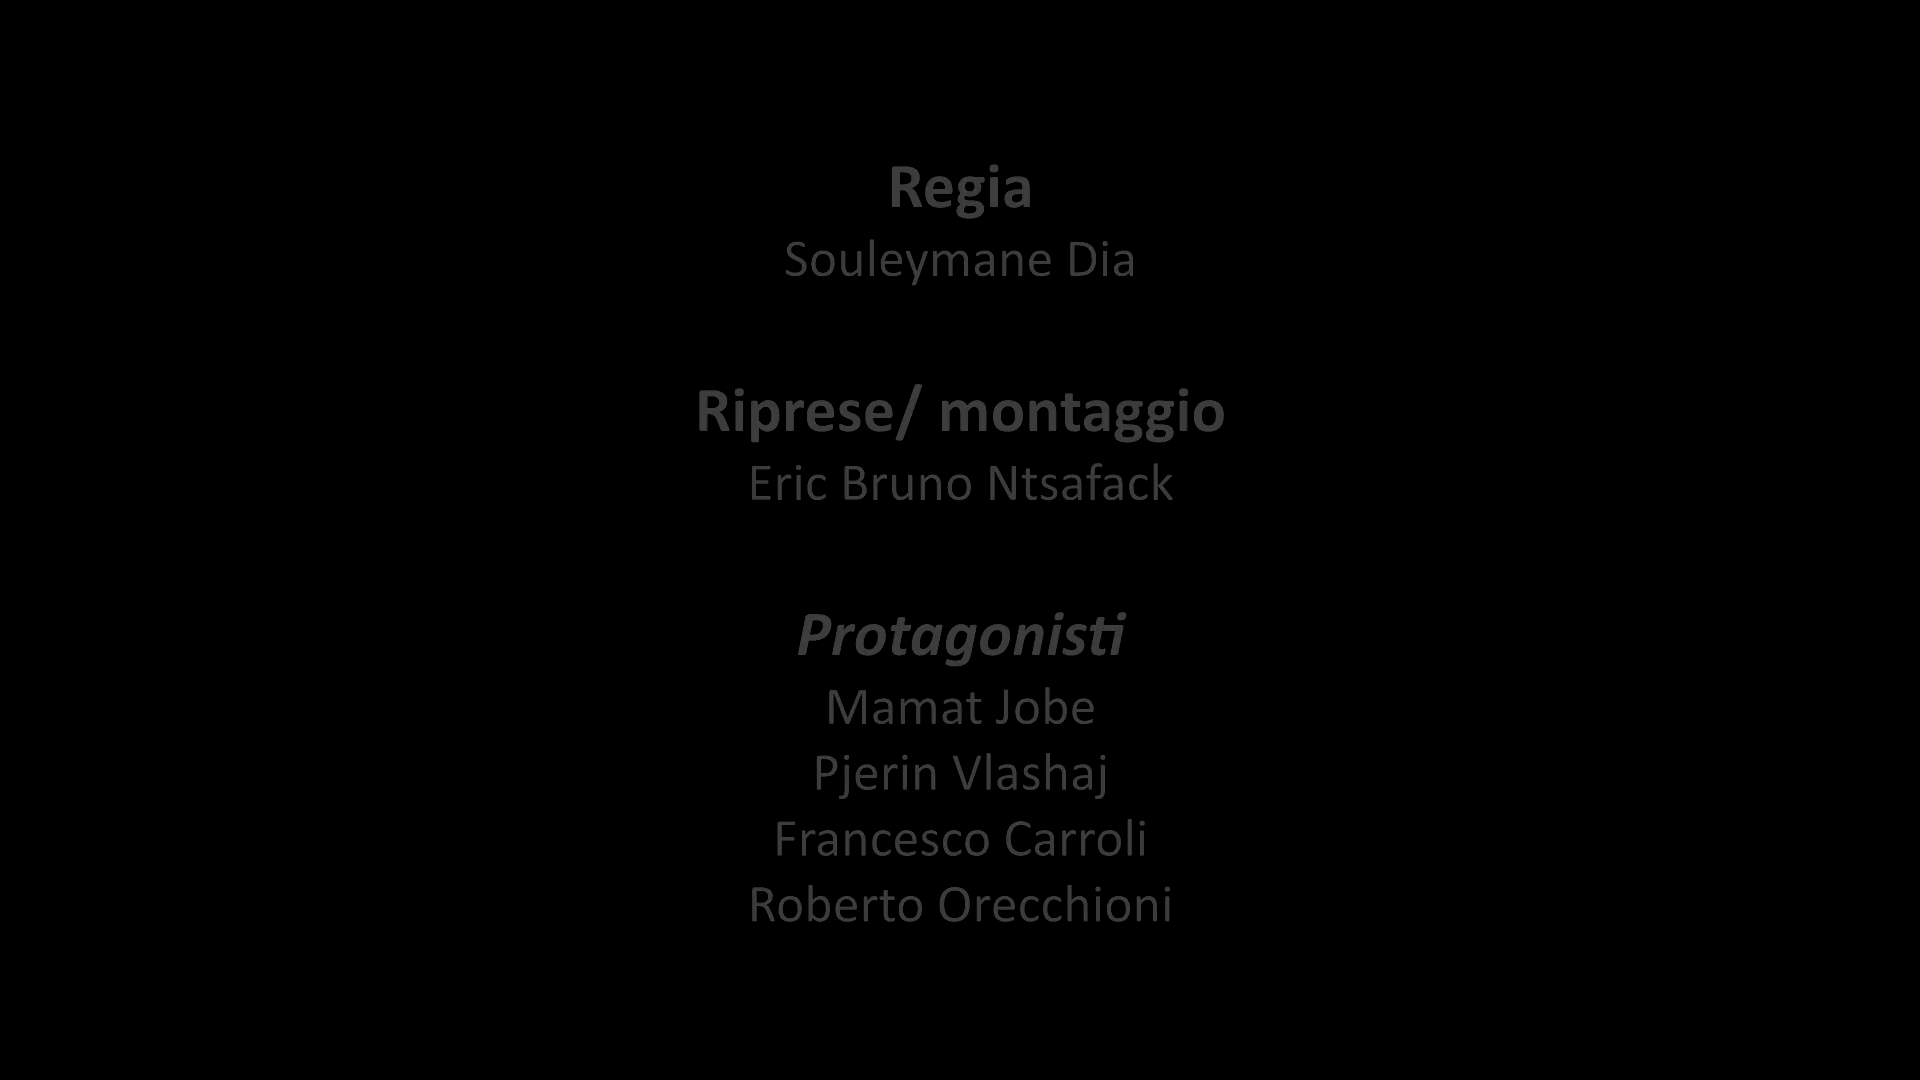 Regia
Souleymane Dia
Riprese/ montaggio
Eric Bruno Ntsafack
Protagonisti
Mamat Jobe
Pjerin Vlashaj
Francesco Carroli
Roberto Orecchioni